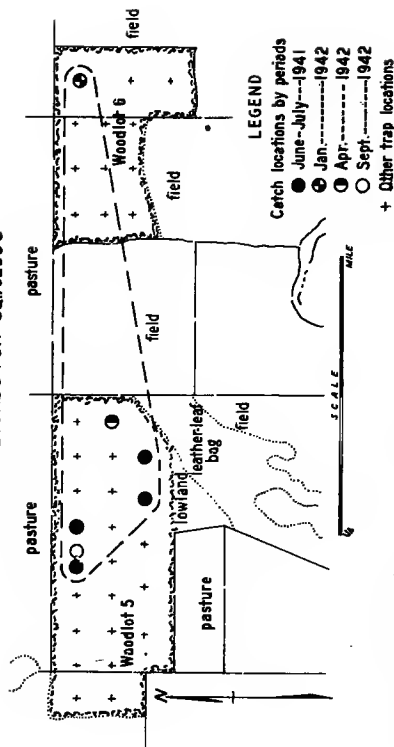 pasture
pasture
field
Woodlot 5
Woodlot 6
field
field
lowland
leather-leaf
bog
field
pasture
N
LEGEND
Catch locations by periods
● June-July---1941
Jan.----------1942
Apr.---------1942
○ Sept.--------1942
+ Other trap locations
SCALE
MILE